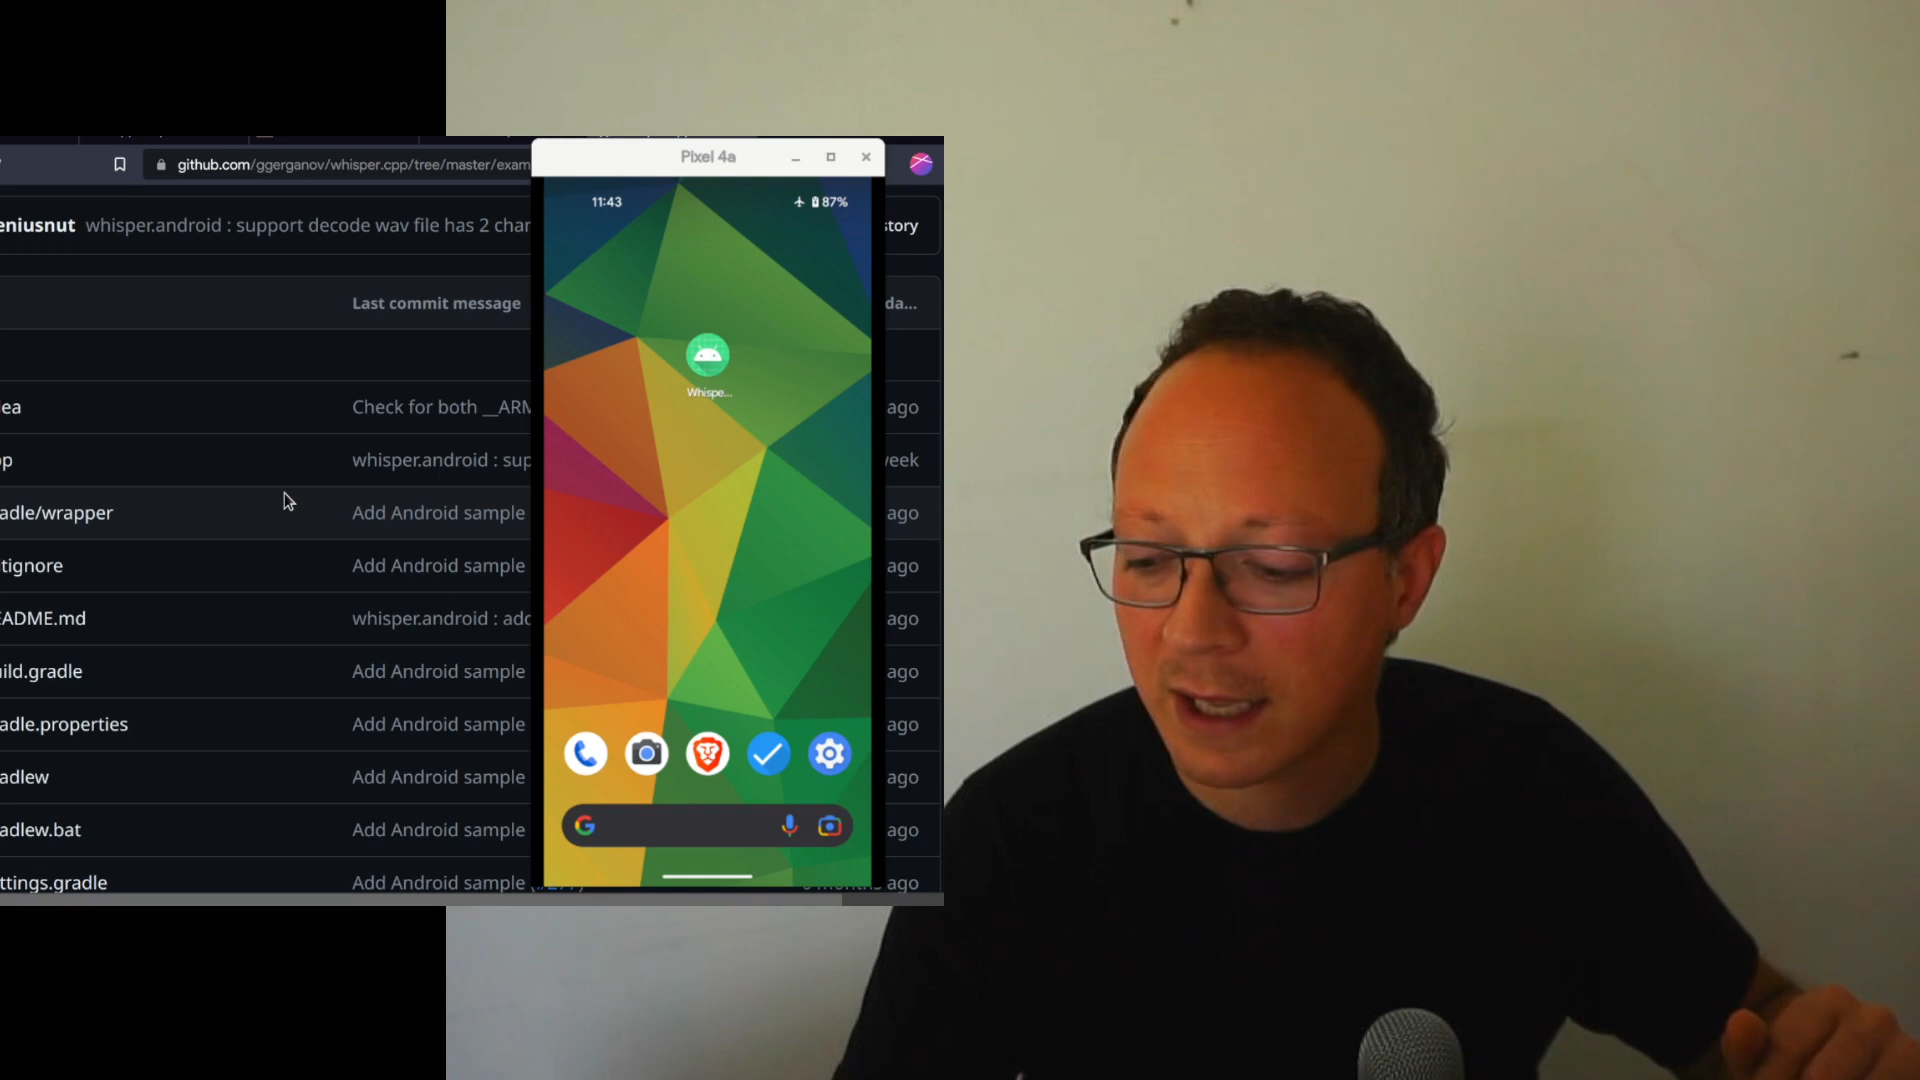 github.com/ggerganov/whisper.cpp/tree/master/exam
Pixel 4a
eniusnut whisper.android : support decode wav file has 2 char
story
11:43
87%
Last commit message
da...
Whispe...
ea
Check for both __ARM
ago
p
whisper.android : sup
week
adle/wrapper
Add Android sample
ago
tignore
Add Android sample
ago
EADME.md
whisper.android : add
ago
ild.gradle
Add Android sample
ago
adle.properties
Add Android sample
ago
adlew
Add Android sample
ago
adlew.bat
Add Android sample
ago
G
ttings.gradle
Add Android sample
months ago